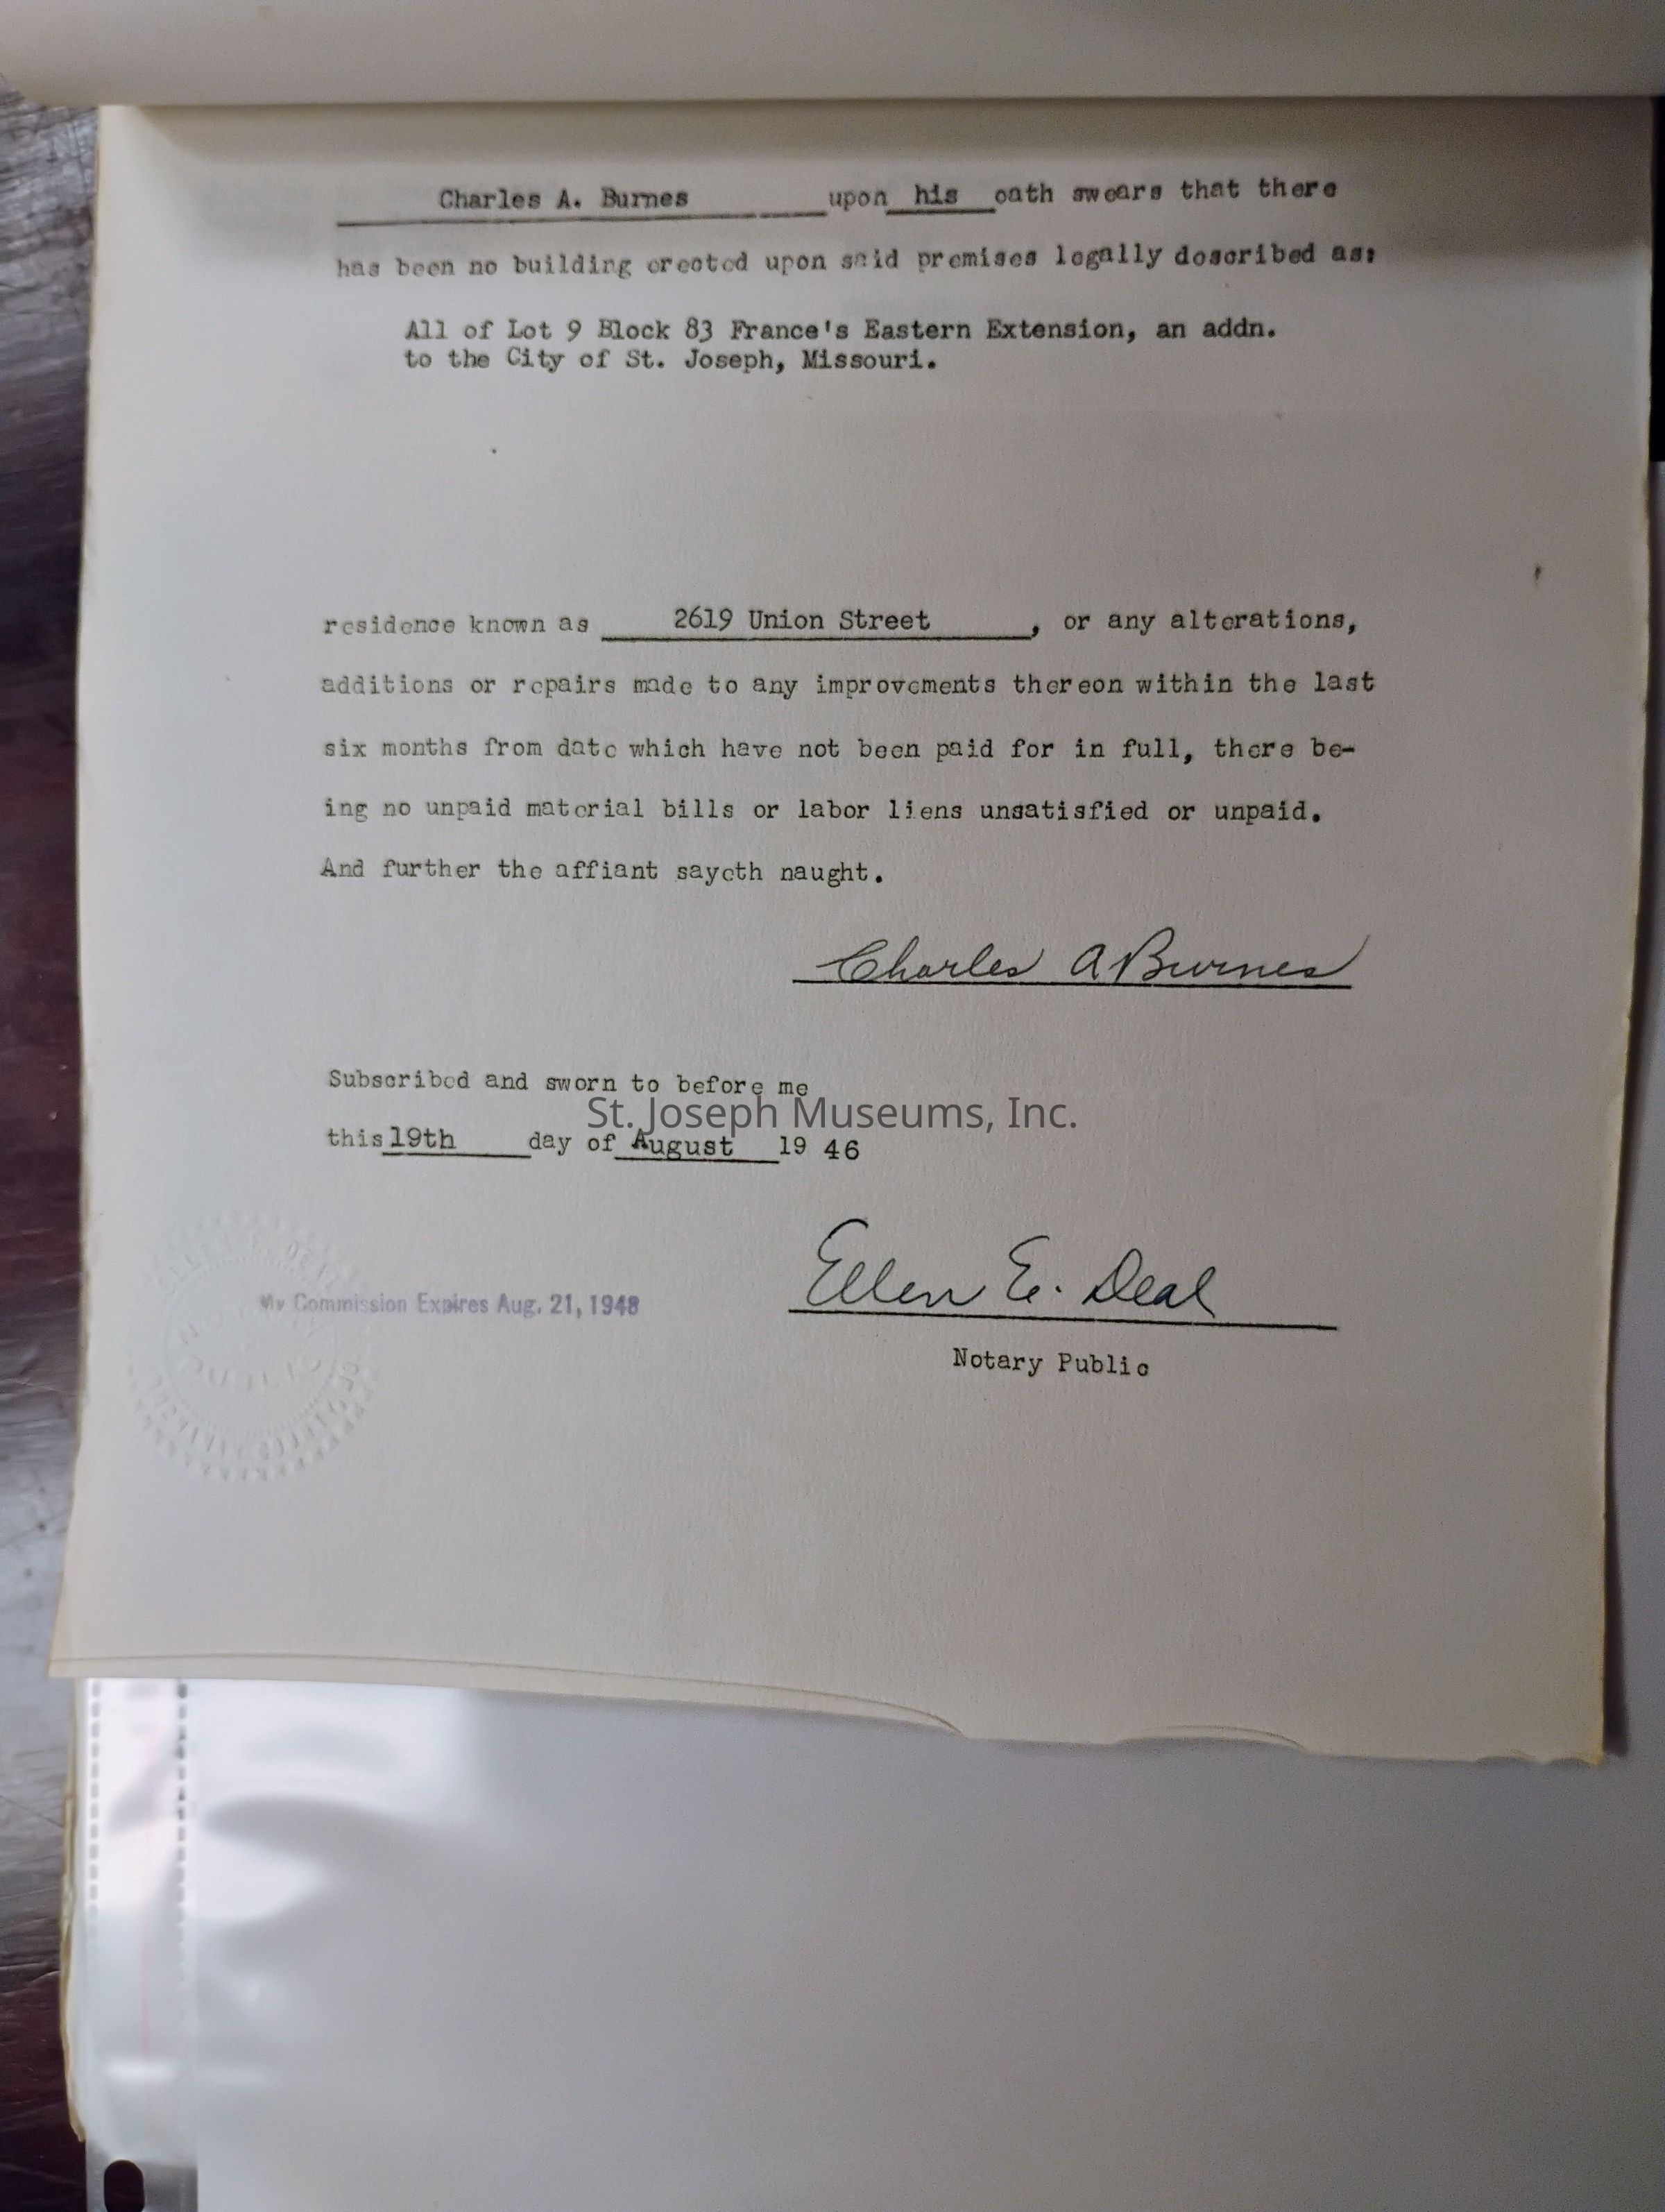 Charles A. Burnes upon his oath swears that there
has been no building erected upon said premises legally described as:
All of Lot 9 Block 83 France's Eastern Extension, an addn.
to the City of St. Joseph, Missouri.
residence known as 2619 Union Street, or any alterations,
additions or repairs made to any improvements thereon within the last
six months from date which have not been paid for in full, there be-
ing no unpaid material bills or labor liens unsatisfied or unpaid.
And further the affiant sayeth naught.
Charles A Burnes
Subscribed and sworn to before me
St. Joseph Museums, Inc.
this 19th day of August 19 46
Ellen E. Deal
My Commission Expires Aug. 21, 1948
Notary Public